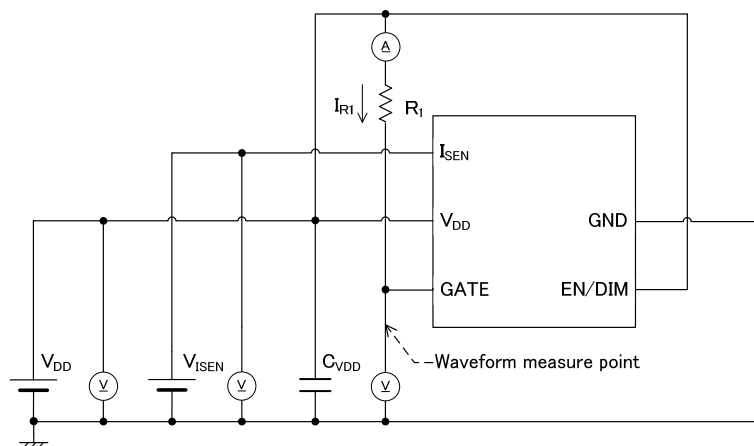 A
I_R1
R_1
I_SEN
V_DD
GND
GATE
EN/DIM
Waveform measure point
V_DD
V
V_ISEN
V
C_VDD
V